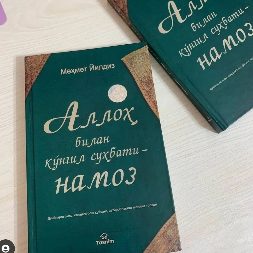 Меҳмет Йилдиз
Аллоҳ
билан
кўнгил суҳбати –
намоз
Аллоҳ
билан
кўнгил суҳбати –
намоз